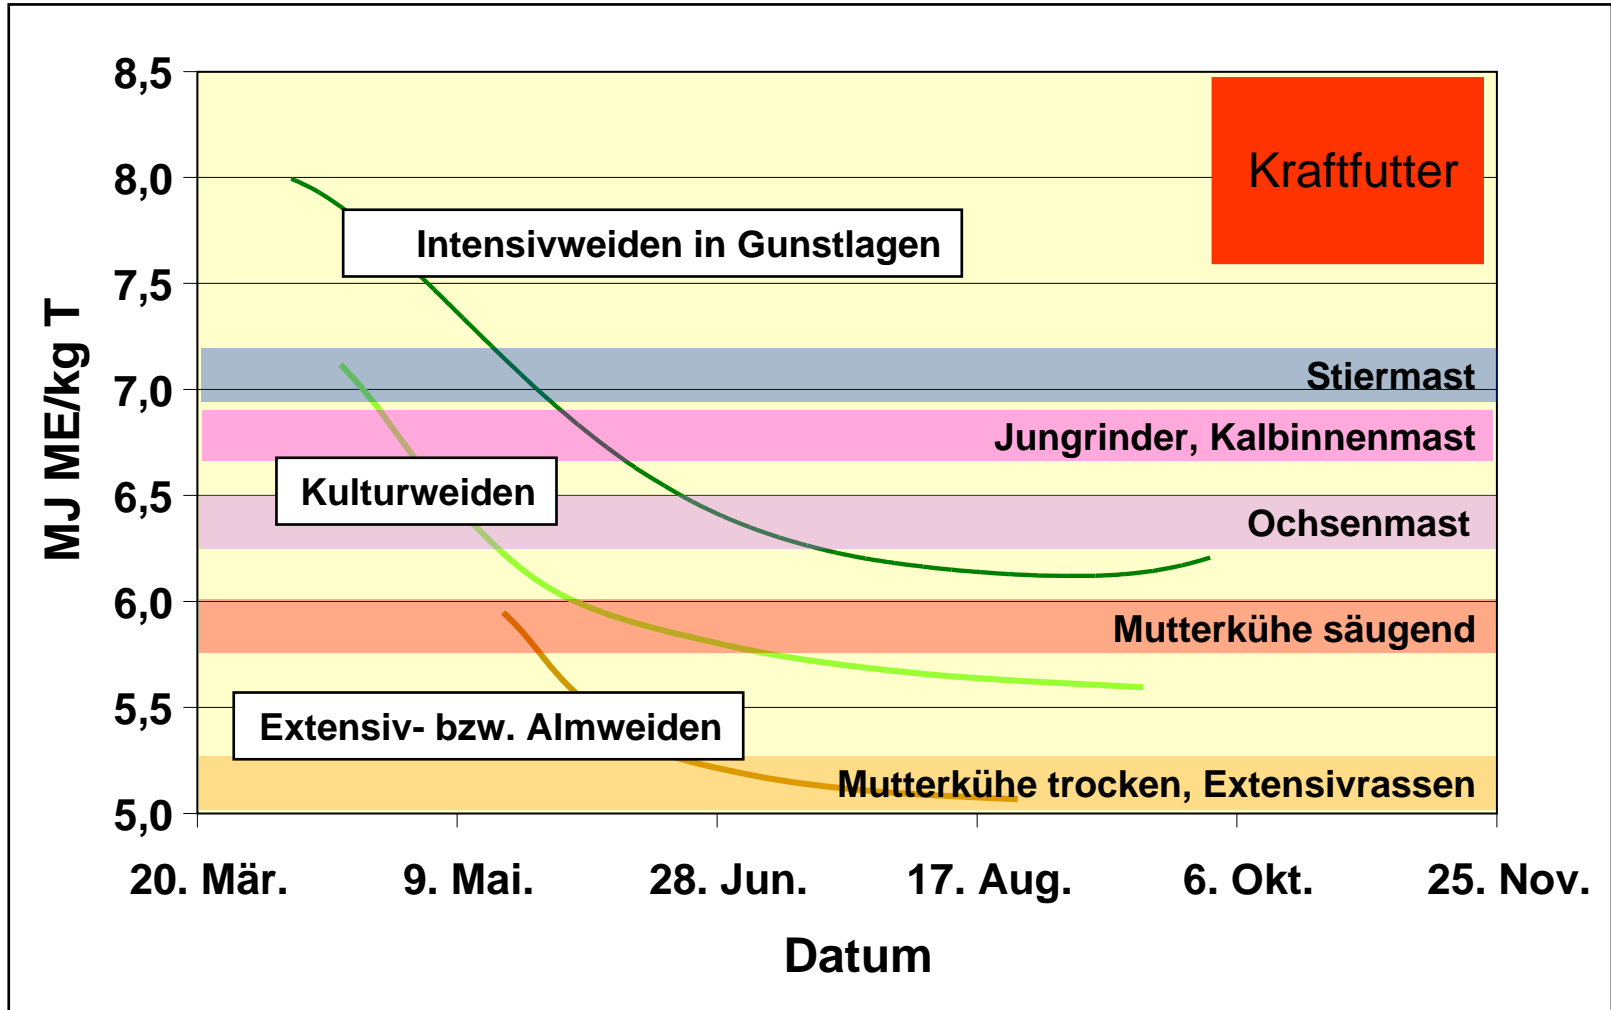 8,5
8,0
7,5
7,0
6,5
6,0
5,5
5,0
MJ ME/kg T
Kraftfutter
Intensivweiden in Gunstlagen
Stiermast
Jungrinder, Kalbinnenmast
Kulturweiden
Ochsenmast
Mutterkühe säugend
Extensiv- bzw. Almweiden
Mutterkühe trocken, Extensivrassen
20. Mär. 9. Mai. 28. Jun. 17. Aug. 6. Okt. 25. Nov.
Datum